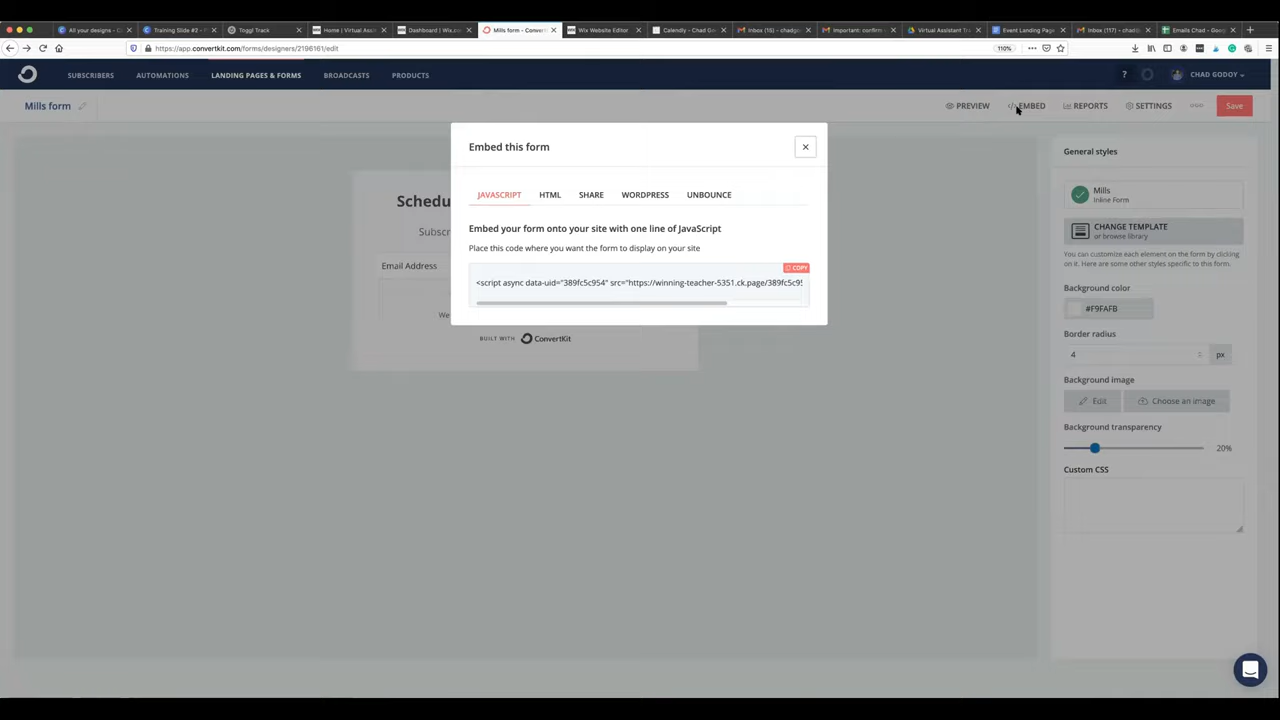 All your designs - C
Training Slide #2 - F
Toggl Track
Home | Virtual Assi
Dashboard | Wix.co
Mills form - Convert
Wix Website Editor
Calendly - Chad Go
Inbox (15) - chadg
Important: confirm
Virtual Assistant Tr
Event Landing Page
Inbox (117) - chad
Emails Chad - Goog
https://app.convertkit.com/forms/designers/2196161/edit
110%
SUBSCRIBERS
AUTOMATIONS
LANDING PAGES & FORMS
BROADCASTS
PRODUCTS
?
CHAD GODOY
Mills form
PREVIEW
</> EMBED
REPORTS
SETTINGS
Save
Embed this form
JAVASCRIPT
HTML
SHARE
WORDPRESS
UNBOUNCE
Embed your form onto your site with one line of JavaScript
Place this code where you want the form to display on your site
COPY
<script async data-uid="389fc5c954" src="https://winning-teacher-5351.ck.page/389fc5c95
Schedu
Subsc
Email Address
We
BUILT WITH ConvertKit
General styles
Mills
Inline Form
CHANGE TEMPLATE
or browse library
You can customize each element on the form by clicking
on it. Here are some other styles specific to this form.
Background color
#F9FAFB
Border radius
4
px
Background image
Edit
Choose an image
Background transparency
20%
Custom CSS